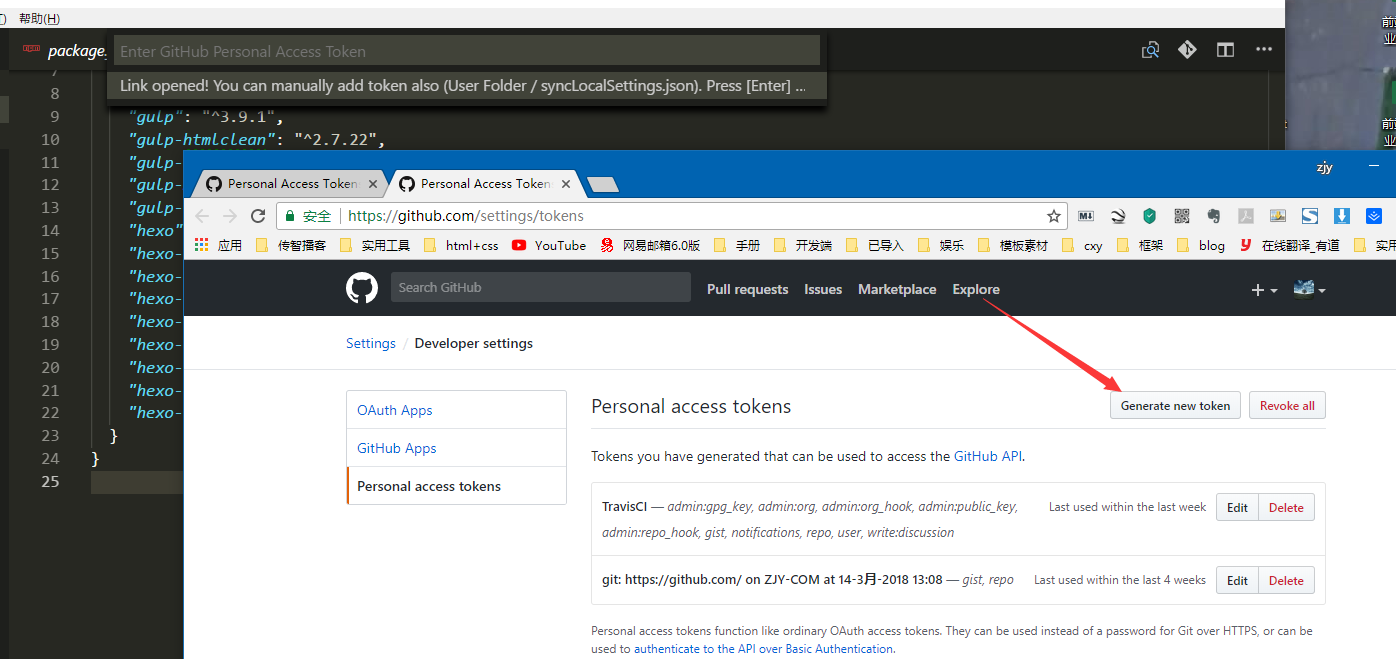 帮助(H)
package.
Enter GitHub Personal Access Token
Link opened! You can manually add token also (User Folder / syncLocalSettings.json). Press [Enter] ...
7
8
9 "gulp": "^3.9.1",
10 "gulp-htmlclean": "^2.7.22",
11 "gulp-
12 "gulp-
13 "gulp-
14 "hexo"
15 "hexo-
16 "hexo-
17 "hexo-
18 "hexo-
19 "hexo-
20 "hexo-
21 "hexo-
22 "hexo-
23 }
24 }
25
zjy
Personal Access Token
Personal Access Token
安全 https://github.com/settings/tokens
应用 传智播客 实用工具 html+css YouTube 网易邮箱6.0版 手册 开发端 已导入 娱乐 模板素材 cxy 框架 blog 在线翻译_有道 实用
Search GitHub Pull requests Issues Marketplace Explore
Settings / Developer settings
OAuth Apps
GitHub Apps
Personal access tokens
Personal access tokens Generate new token Revoke all
Tokens you have generated that can be used to access the GitHub API.
TravisCI — admin:gpg_key, admin:org, admin:org_hook, admin:public_key, Last used within the last week Edit Delete
admin:repo_hook, gist, notifications, repo, user, write:discussion
git: https://github.com/ on ZJY-COM at 14-3月-2018 13:08 — gist, repo Last used within the last 4 weeks Edit Delete
Personal access tokens function like ordinary OAuth access tokens. They can be used instead of a password for Git over HTTPS, or can be
used to authenticate to the API over Basic Authentication.